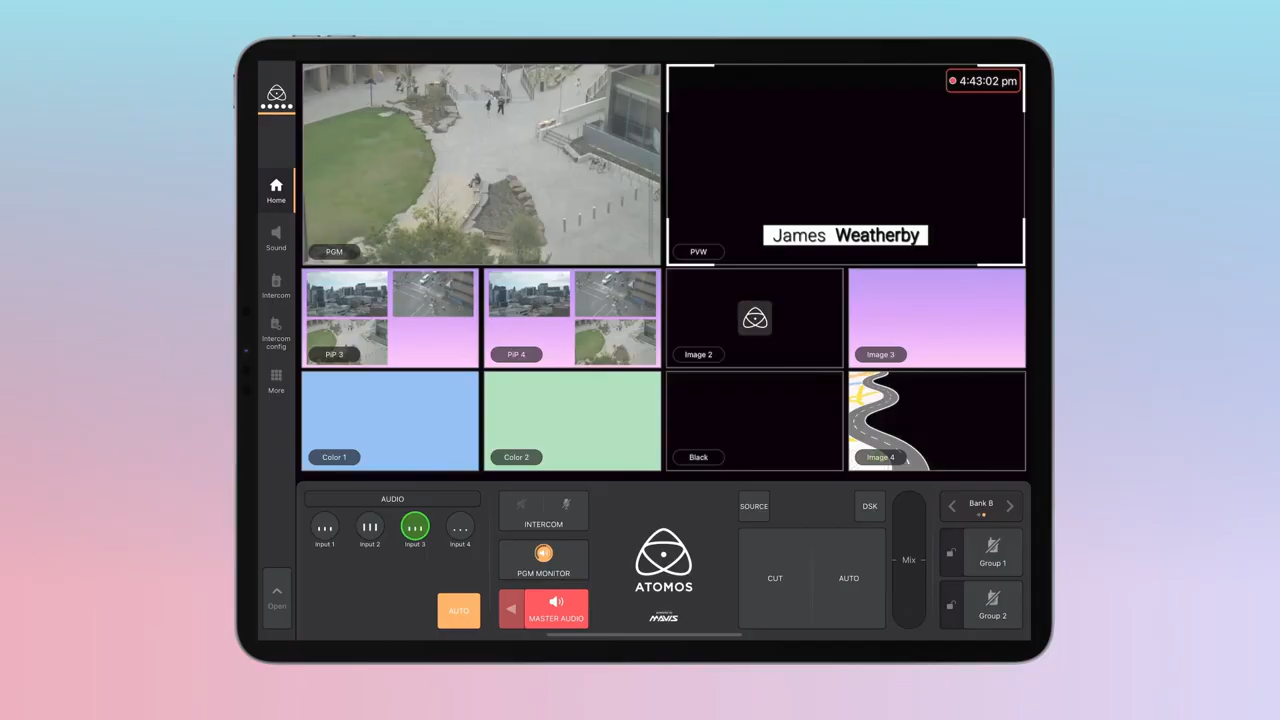 4:43:02 pm
Home
Sound
Intercom
Intercom
config
More
Open
PGM
James Weatherby
PVW
PiP 3
PiP 4
Image 2
Image 3
Color 1
Color 2
Black
Image 4
AUDIO
Input 1
Input 2
Input 3
Input 4
AUTO
INTERCOM
PGM MONITOR
MASTER AUDIO
ATOMOS
powered by
MAVIS
SOURCE
DSK
CUT
AUTO
Mix
Bank B
Group 1
Group 2